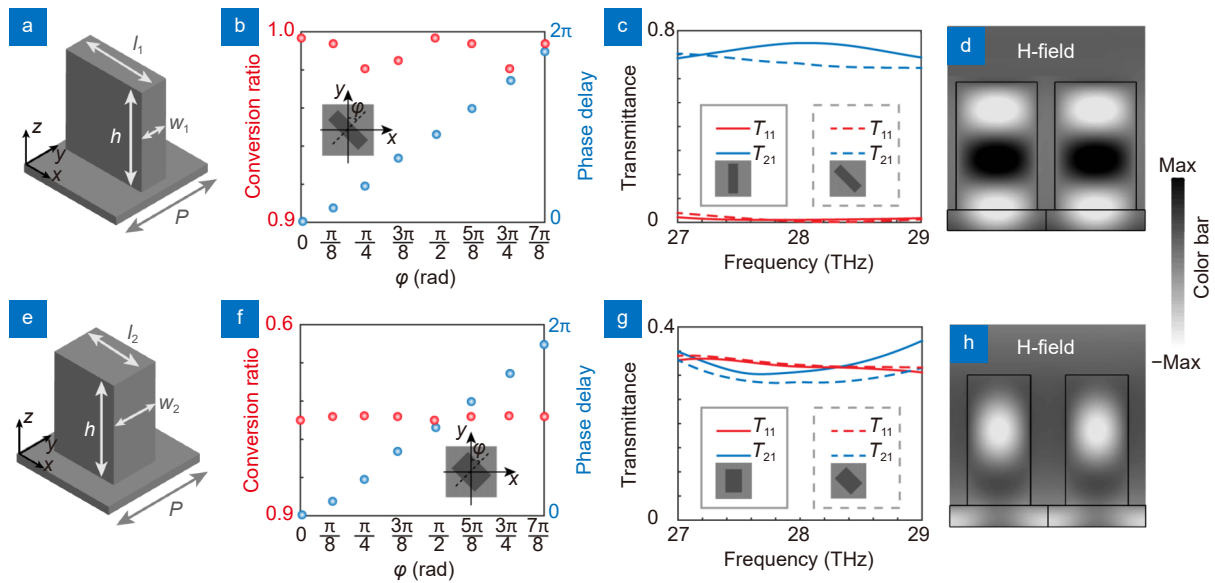 a
l1
h
w1
z
y
x
P
b
1.0
Conversion ratio
0.9
2π
Phase delay
0
y
φ
x
0 π/8 π/4 3π/8 π/2 5π/8 3π/4 7π/8
φ (rad)
c
0.8
Transmittance
0
T11
T21
T11
T21
27 28 29
Frequency (THz)
d
H-field
Max
Color bar
−Max
e
l2
h
w2
z
y
x
P
f
0.6
Conversion ratio
0.9
2π
Phase delay
0
y
φ
x
0 π/8 π/4 3π/8 π/2 5π/8 3π/4 7π/8
φ (rad)
g
0.4
Transmittance
0
T11
T21
T11
T21
27 28 29
Frequency (THz)
h
H-field